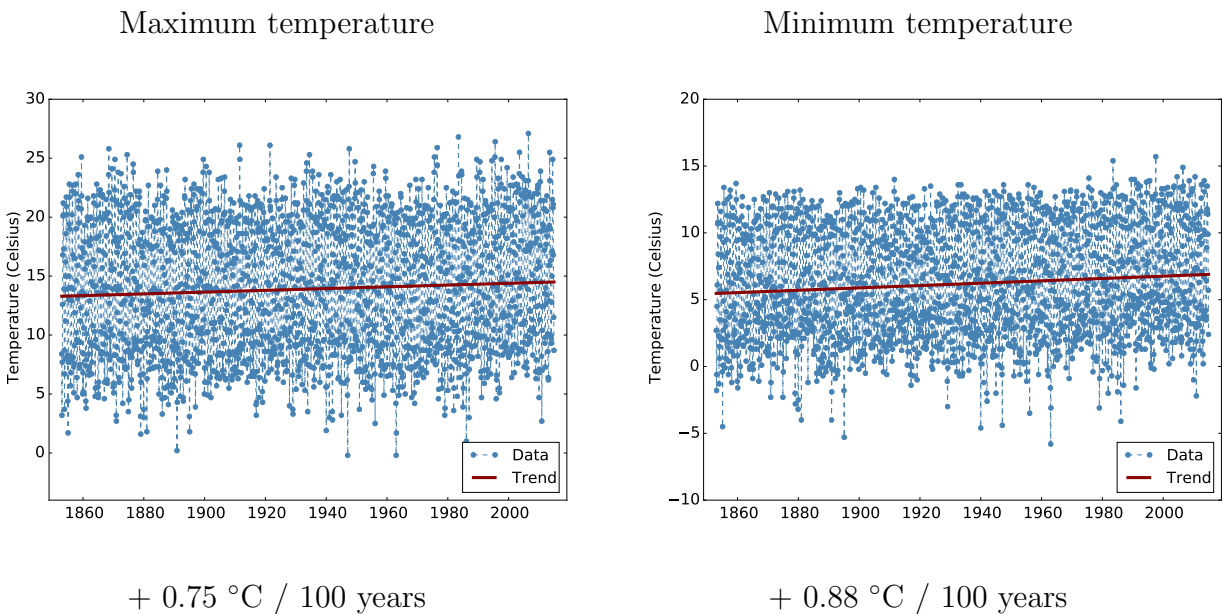 Maximum temperature
Minimum temperature
30
25
20
15
10
5
0
Temperature (Celsius)
1860 1880 1900 1920 1940 1960 1980 2000
Data
Trend
20
15
10
5
0
−5
−10
Temperature (Celsius)
1860 1880 1900 1920 1940 1960 1980 2000
Data
Trend
+ 0.75 °C / 100 years
+ 0.88 °C / 100 years